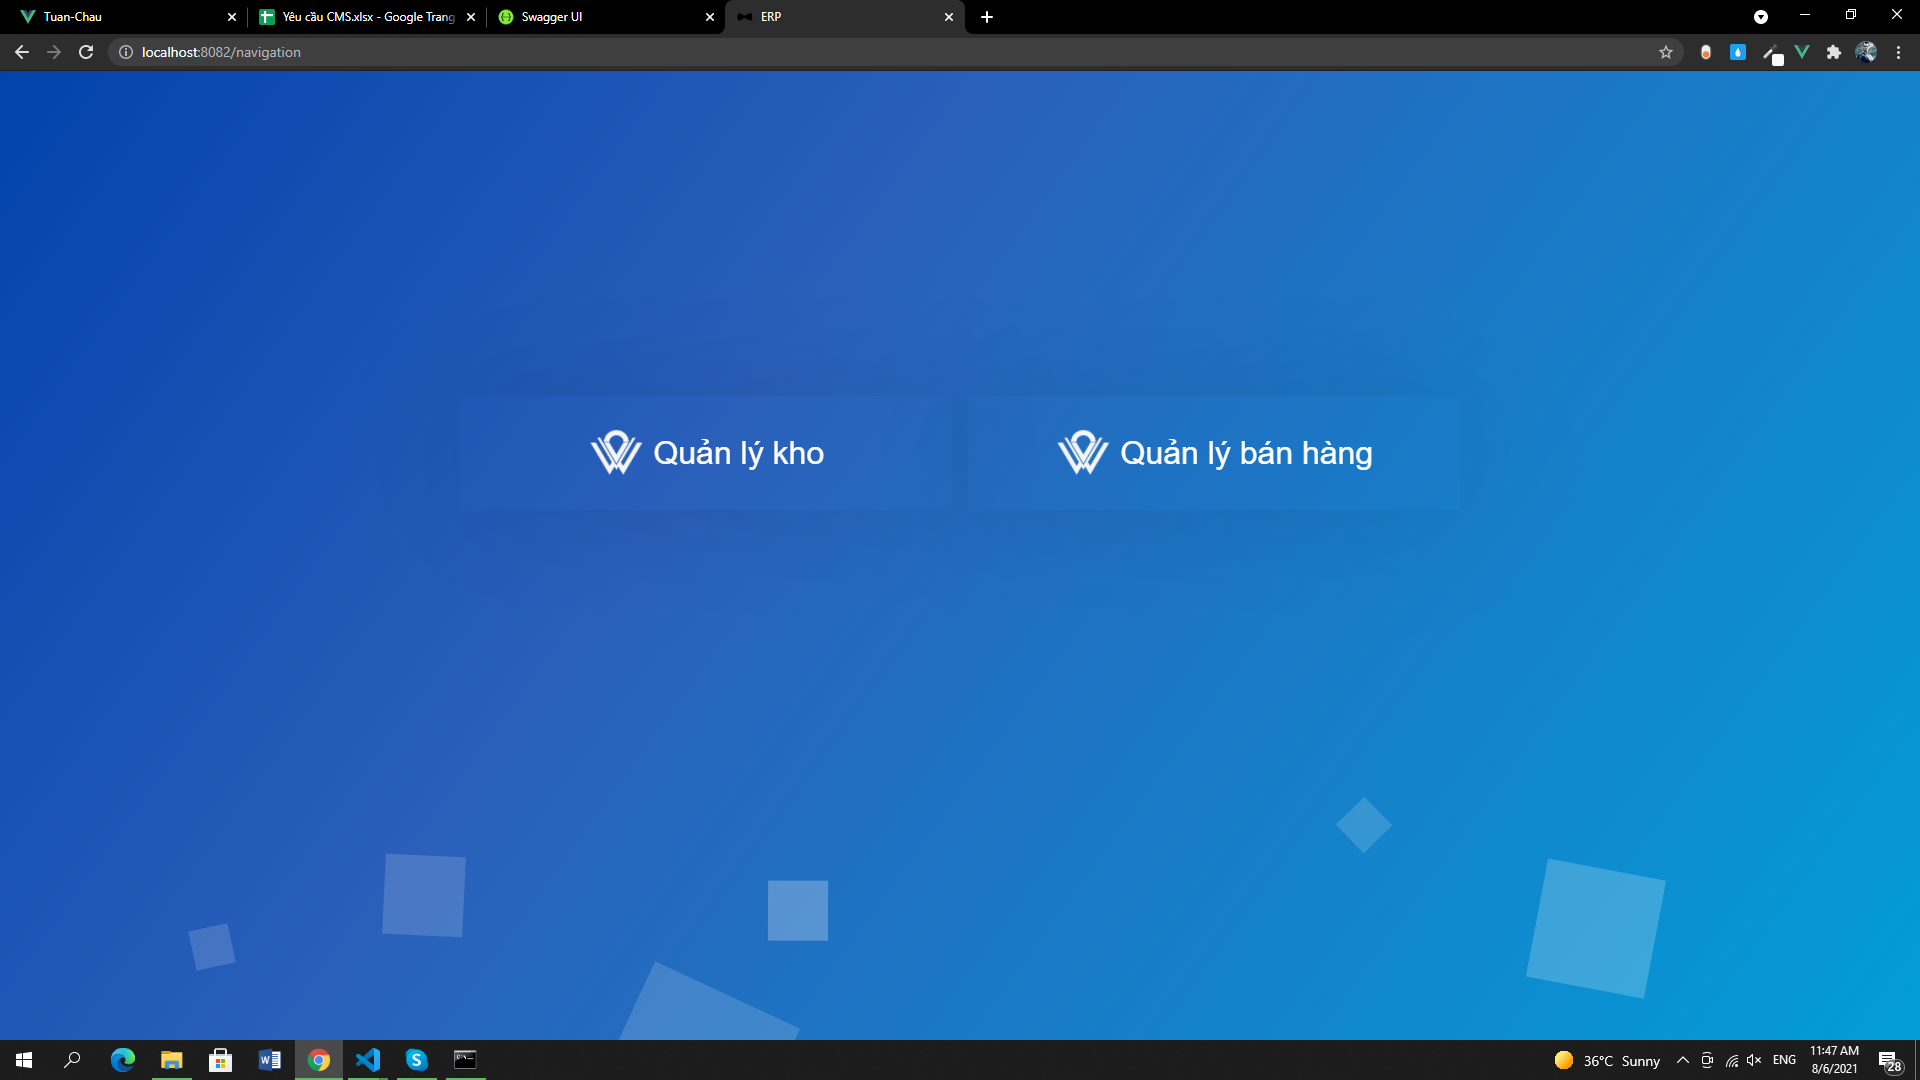 Tuan-Chau
Yêu cầu CMS.xlsx - Google Trang
Swagger UI
ERP
localhost:8082/navigation
Quản lý kho
Quản lý bán hàng
36°C Sunny
ENG
11:47 AM
8/6/2021
28